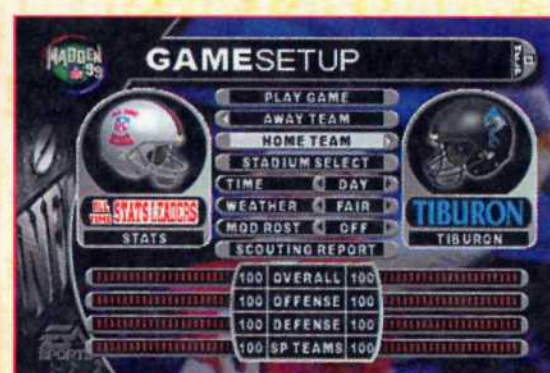 MADDEN
NFL
99
GAMESETUP
PLAY GAME
AWAY TEAM
HOME TEAM
STADIUM SELECT
TIME DAY
WEATHER FAIR
MOD ROST OFF
SCOUTING REPORT
ALL TIME STATS LEADERS
STATS
TIBURON
TIBURON
100 OVERALL 100
100 OFFENSE 100
100 DEFENSE 100
100 SP TEAMS 100
EA
SPORTS